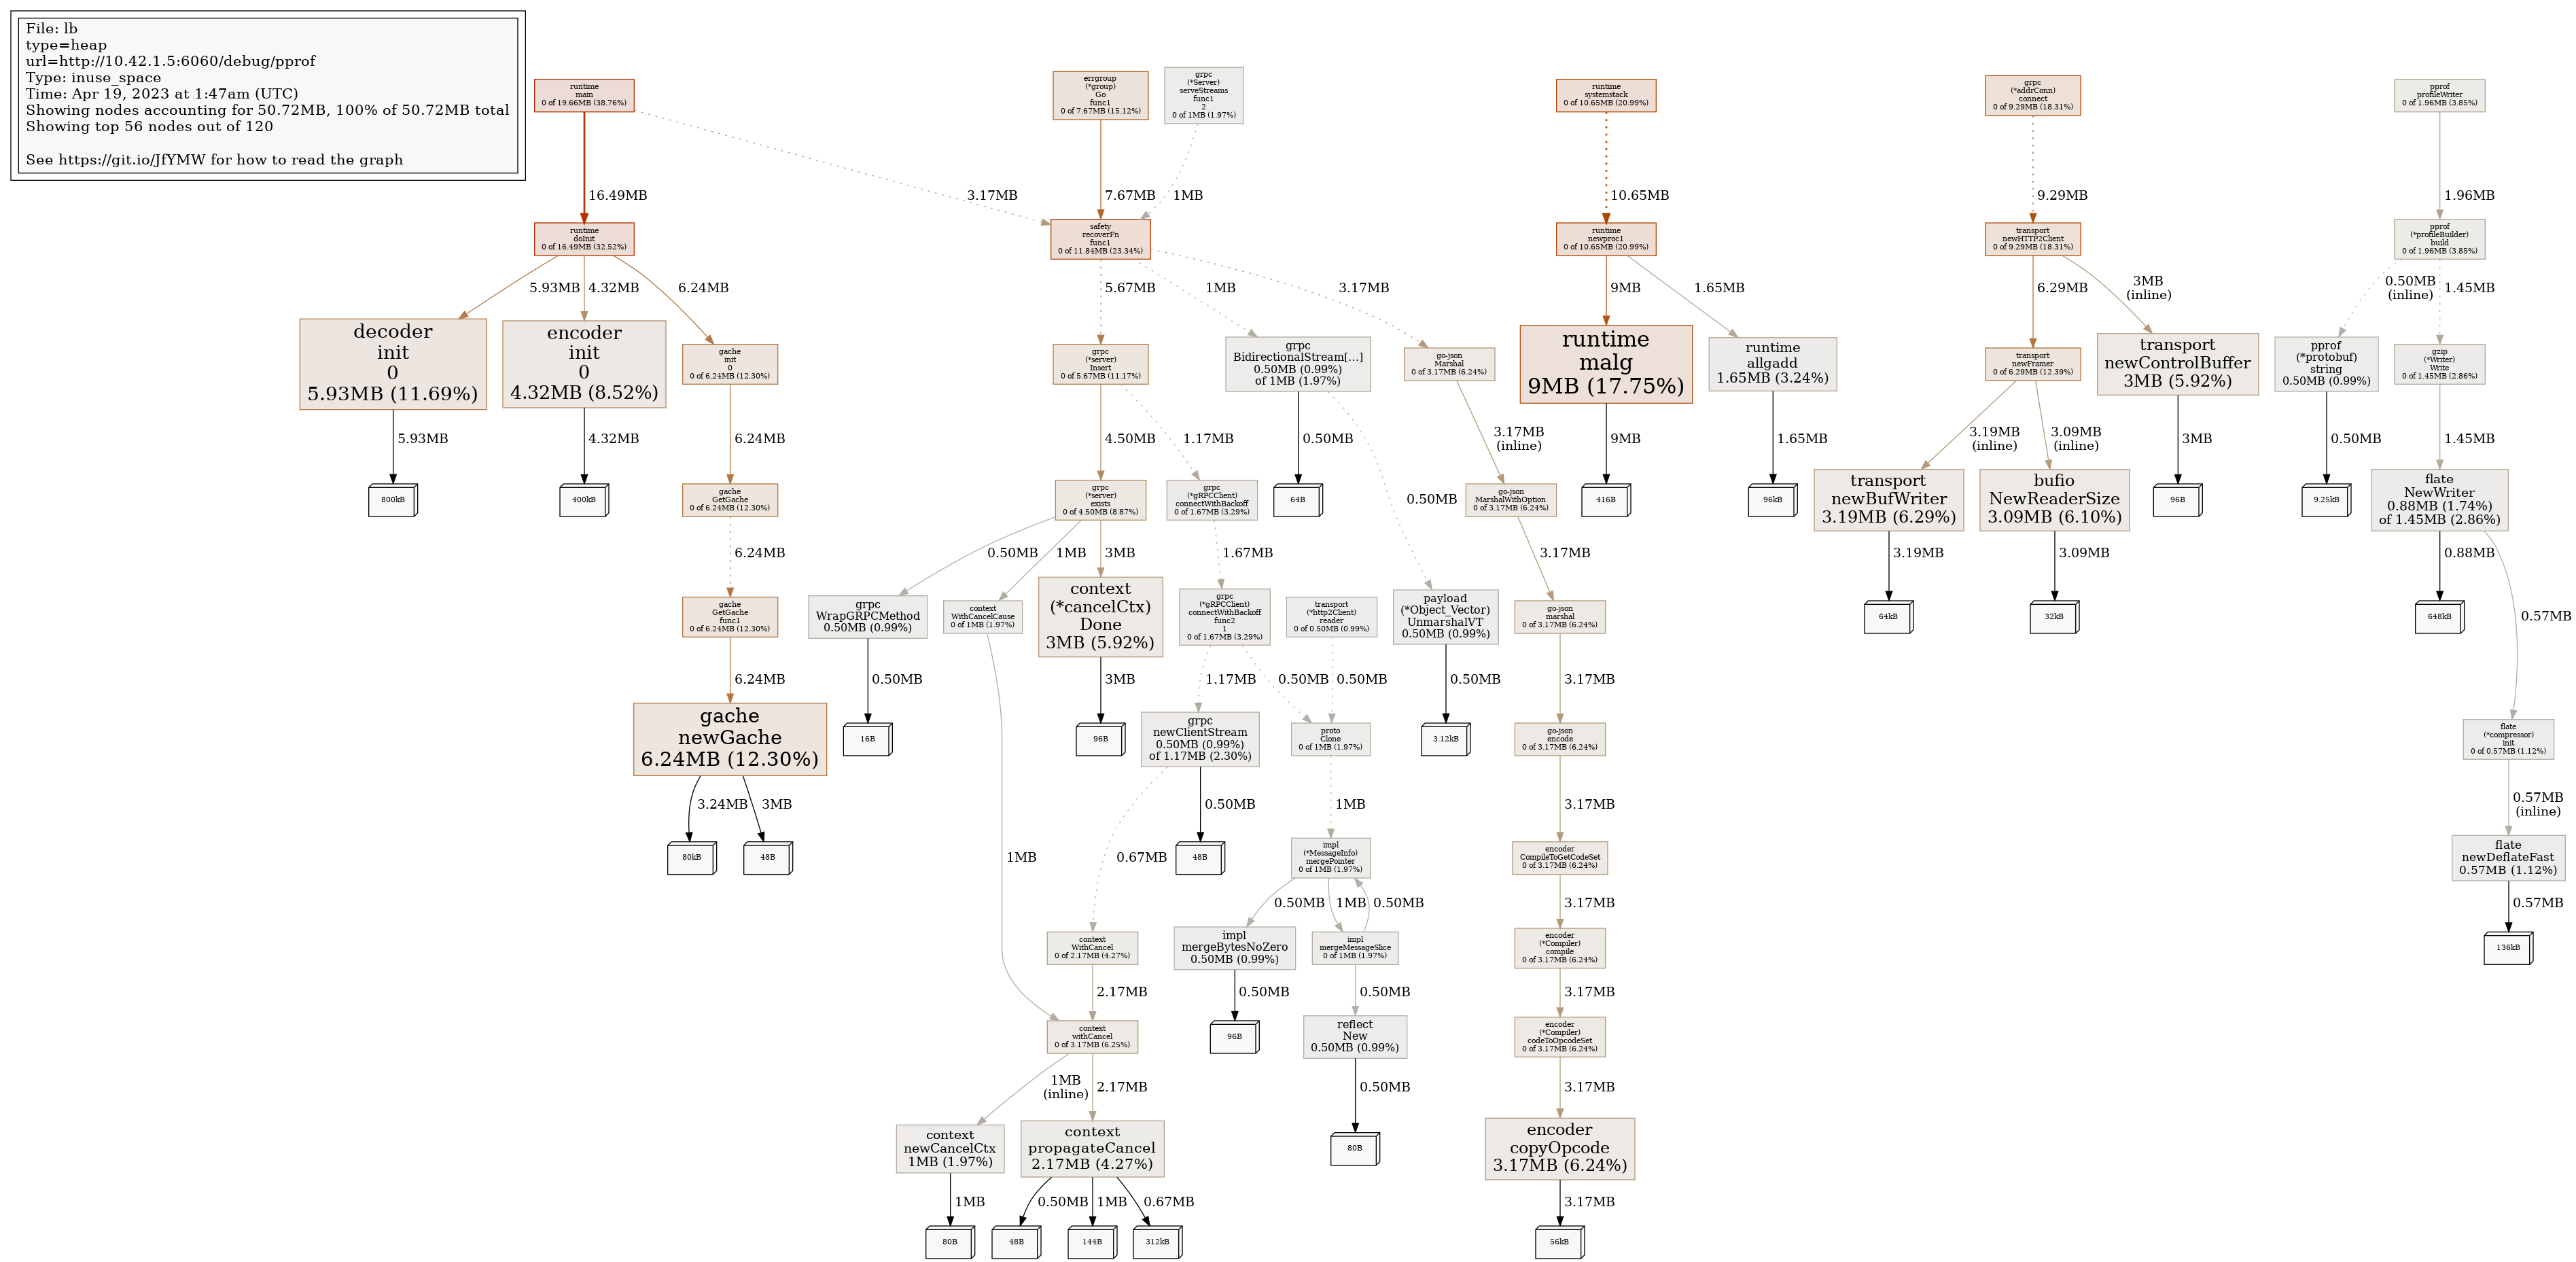 File: lb
type=heap
url=http://10.42.1.5:6060/debug/pprof
Type: inuse_space
Time: Apr 19, 2023 at 1:47am (UTC)
Showing nodes accounting for 50.72MB, 100% of 50.72MB total
Showing top 56 nodes out of 120
See https://git.io/JfYMW for how to read the graph
runtime
main
0 of 19.66MB (38.76%)
errgroup
(*group)
Go
func1
0 of 7.67MB (15.12%)
grpc
(*Server)
serveStreams
func1
2
0 of 1MB (1.97%)
runtime
systemstack
0 of 10.65MB (20.99%)
grpc
(*addrConn)
connect
0 of 9.29MB (18.31%)
pprof
profileWriter
0 of 1.96MB (3.85%)
16.49MB
3.17MB
7.67MB
1MB
10.65MB
9.29MB
1.96MB
runtime
doInit
0 of 16.49MB (32.52%)
safety
recoverFn
func1
0 of 11.84MB (23.34%)
runtime
newproc1
0 of 10.65MB (20.99%)
transport
newHTTP2Client
0 of 9.29MB (18.31%)
pprof
(*profileBuilder)
build
0 of 1.96MB (3.85%)
5.93MB
4.32MB
6.24MB
5.67MB
1MB
3.17MB
9MB
1.65MB
6.29MB
3MB
(inline)
0.50MB
(inline)
1.45MB
decoder
init
0
5.93MB (11.69%)
encoder
init
0
4.32MB (8.52%)
gache
init
0
0 of 6.24MB (12.30%)
grpc
(*server)
Insert
0 of 5.67MB (11.17%)
grpc
BidirectionalStream[...]
0.50MB (0.99%)
of 1MB (1.97%)
go-json
Marshal
0 of 3.17MB (6.24%)
runtime
malg
9MB (17.75%)
runtime
allgadd
1.65MB (3.24%)
transport
newFramer
0 of 6.29MB (12.39%)
transport
newControlBuffer
3MB (5.92%)
pprof
(*protobuf)
string
0.50MB (0.99%)
gzip
(*Writer)
Write
0 of 1.45MB (2.86%)
5.93MB
4.32MB
6.24MB
4.50MB
1.17MB
0.50MB
3.17MB
(inline)
9MB
1.65MB
3.19MB
(inline)
3.09MB
(inline)
3MB
0.50MB
1.45MB
800kB
400kB
gache
GetGache
0 of 6.24MB (12.30%)
grpc
(*server)
exists
0 of 4.50MB (8.87%)
grpc
(*gRPCClient)
connectWithBackoff
0 of 1.67MB (3.29%)
64B
0.50MB
go-json
MarshalWithOption
0 of 3.17MB (6.24%)
416B
96kB
transport
newBufWriter
3.19MB (6.29%)
bufio
NewReaderSize
3.09MB (6.10%)
96B
9.25kB
flate
NewWriter
0.88MB (1.74%)
of 1.45MB (2.86%)
6.24MB
0.50MB
1MB
3MB
1.67MB
3.17MB
3.19MB
3.09MB
0.88MB
0.57MB
gache
GetGache
func1
0 of 6.24MB (12.30%)
grpc
WrapGRPCMethod
0.50MB (0.99%)
context
WithCancelCause
0 of 1MB (1.97%)
context
(*cancelCtx)
Done
3MB (5.92%)
grpc
(*gRPCClient)
connectWithBackoff
func2
1
0 of 1.67MB (3.29%)
transport
(*http2Client)
reader
0 of 0.50MB (0.99%)
payload
(*Object_Vector)
UnmarshalVT
0.50MB (0.99%)
go-json
marshal
0 of 3.17MB (6.24%)
64kB
32kB
648kB
6.24MB
0.50MB
3MB
1.17MB
0.50MB
0.50MB
0.50MB
3.17MB
gache
newGache
6.24MB (12.30%)
16B
96B
grpc
newClientStream
0.50MB (0.99%)
of 1.17MB (2.30%)
proto
Clone
0 of 1MB (1.97%)
3.12kB
go-json
encode
0 of 3.17MB (6.24%)
flate
(*compressor)
init
0 of 0.57MB (1.12%)
3.24MB
3MB
0.50MB
1MB
3.17MB
0.57MB
(inline)
80kB
48B
1MB
0.67MB
48B
impl
(*MessageInfo)
mergePointer
0 of 1MB (1.97%)
encoder
CompileToGetCodeSet
0 of 3.17MB (6.24%)
flate
newDeflateFast
0.57MB (1.12%)
0.50MB
1MB
0.50MB
3.17MB
0.57MB
context
WithCancel
0 of 2.17MB (4.27%)
impl
mergeBytesNoZero
0.50MB (0.99%)
impl
mergeMessageSlice
0 of 1MB (1.97%)
encoder
(*Compiler)
compile
0 of 3.17MB (6.24%)
136kB
2.17MB
0.50MB
0.50MB
3.17MB
context
withCancel
0 of 3.17MB (6.25%)
96B
reflect
New
0.50MB (0.99%)
encoder
(*Compiler)
codeToOpcodeSet
0 of 3.17MB (6.24%)
1MB
(inline)
2.17MB
0.50MB
3.17MB
context
newCancelCtx
1MB (1.97%)
context
propagateCancel
2.17MB (4.27%)
80B
encoder
copyOpcode
3.17MB (6.24%)
1MB
0.50MB
1MB
0.67MB
3.17MB
80B
48B
144B
312kB
56kB